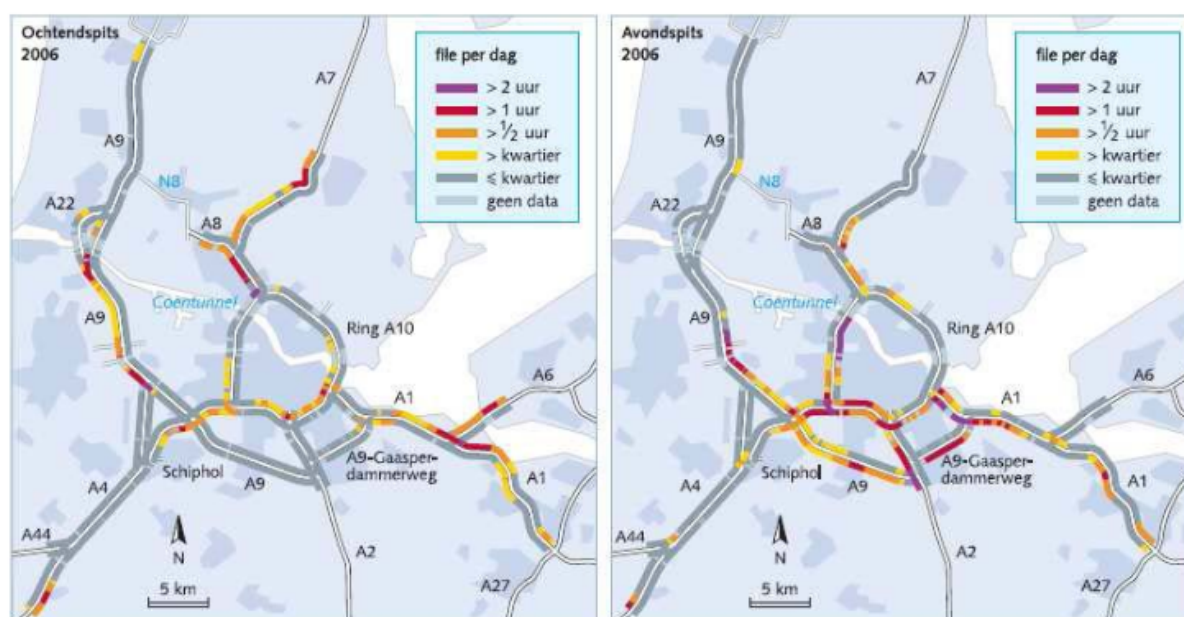 Ochtendspits
2006
file per dag
> 2 uur
> 1 uur
> 1/2 uur
> kwartier
≤ kwartier
geen data
A7
A9
N8
A22
A8
Coentunnel
A9
Ring A10
A6
A1
Schiphol
A9
A9-Gaasper-
dammerweg
A1
A4
A44
N
A2
5 km
A27
Avondspits
2006
file per dag
> 2 uur
> 1 uur
> 1/2 uur
> kwartier
≤ kwartier
geen data
A7
A9
N8
A22
A8
Coentunnel
A9
Ring A10
A6
A1
Schiphol
A9
A9-Gaasper-
dammerweg
A1
A4
A44
N
A2
5 km
A27